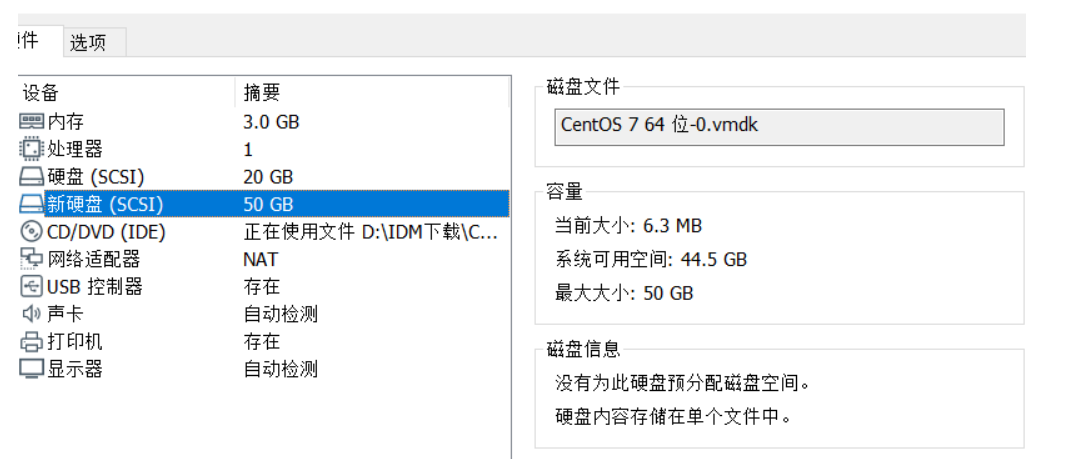 件 选项
设备 摘要
内存 3.0 GB
处理器 1
硬盘 (SCSI) 20 GB
新硬盘 (SCSI) 50 GB
CD/DVD (IDE) 正在使用文件 D:\IDM下载\C...
网络适配器 NAT
USB 控制器 存在
声卡 自动检测
打印机 存在
显示器 自动检测
磁盘文件
CentOS 7 64 位-0.vmdk
容量
当前大小: 6.3 MB
系统可用空间: 44.5 GB
最大大小: 50 GB
磁盘信息
没有为此硬盘预分配磁盘空间。
硬盘内容存储在单个文件中。